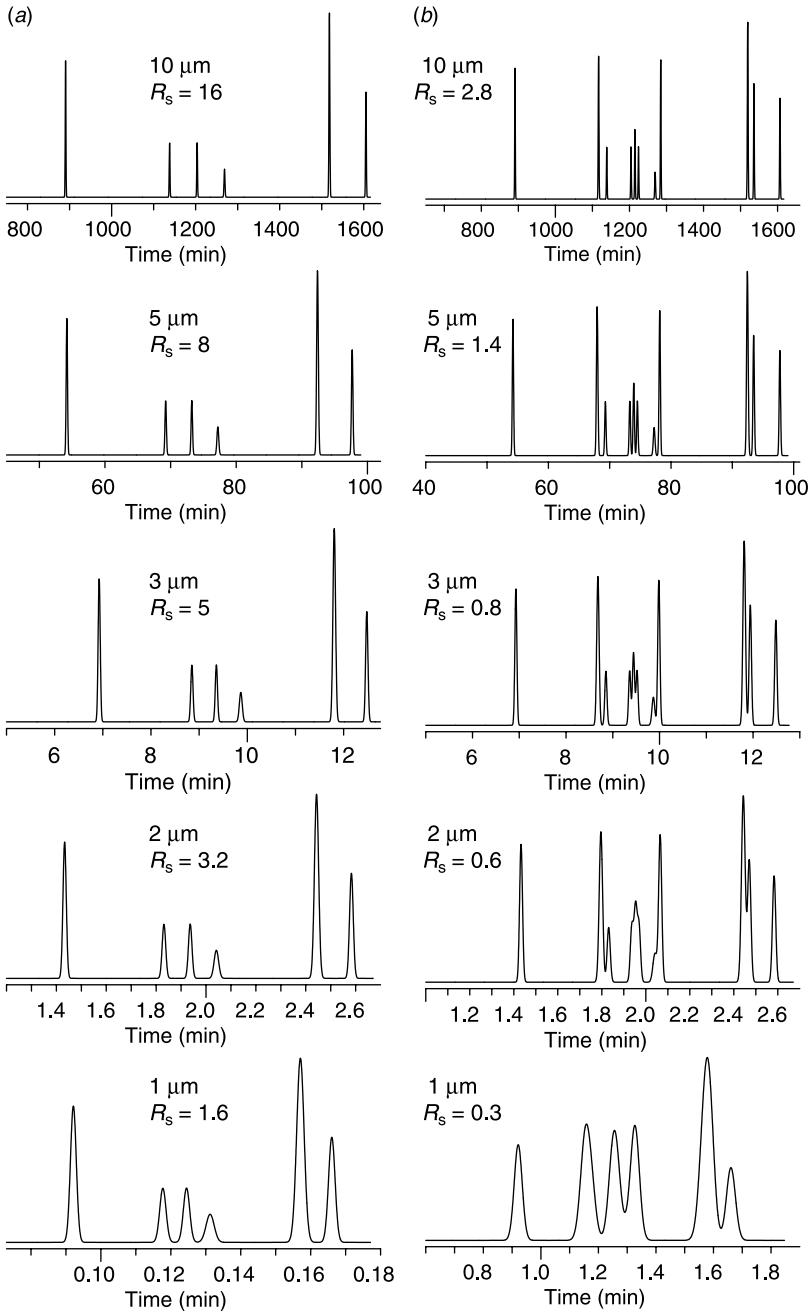 (a)
10 μm
Rs = 16
800 1000 1200 1400 1600
Time (min)
5 μm
Rs = 8
60 80 100
Time (min)
3 μm
Rs = 5
6 8 10 12
Time (min)
2 μm
Rs = 3.2
1.4 1.6 1.8 2.0 2.2 2.4 2.6
Time (min)
1 μm
Rs = 1.6
0.10 0.12 0.14 0.16 0.18
Time (min)
(b)
10 μm
Rs = 2.8
800 1000 1200 1400 1600
Time (min)
5 μm
Rs = 1.4
40 60 80 100
Time (min)
3 μm
Rs = 0.8
6 8 10 12
Time (min)
2 μm
Rs = 0.6
1.2 1.4 1.6 1.8 2.0 2.2 2.4 2.6
Time (min)
1 μm
Rs = 0.3
0.8 1.0 1.2 1.4 1.6 1.8
Time (min)